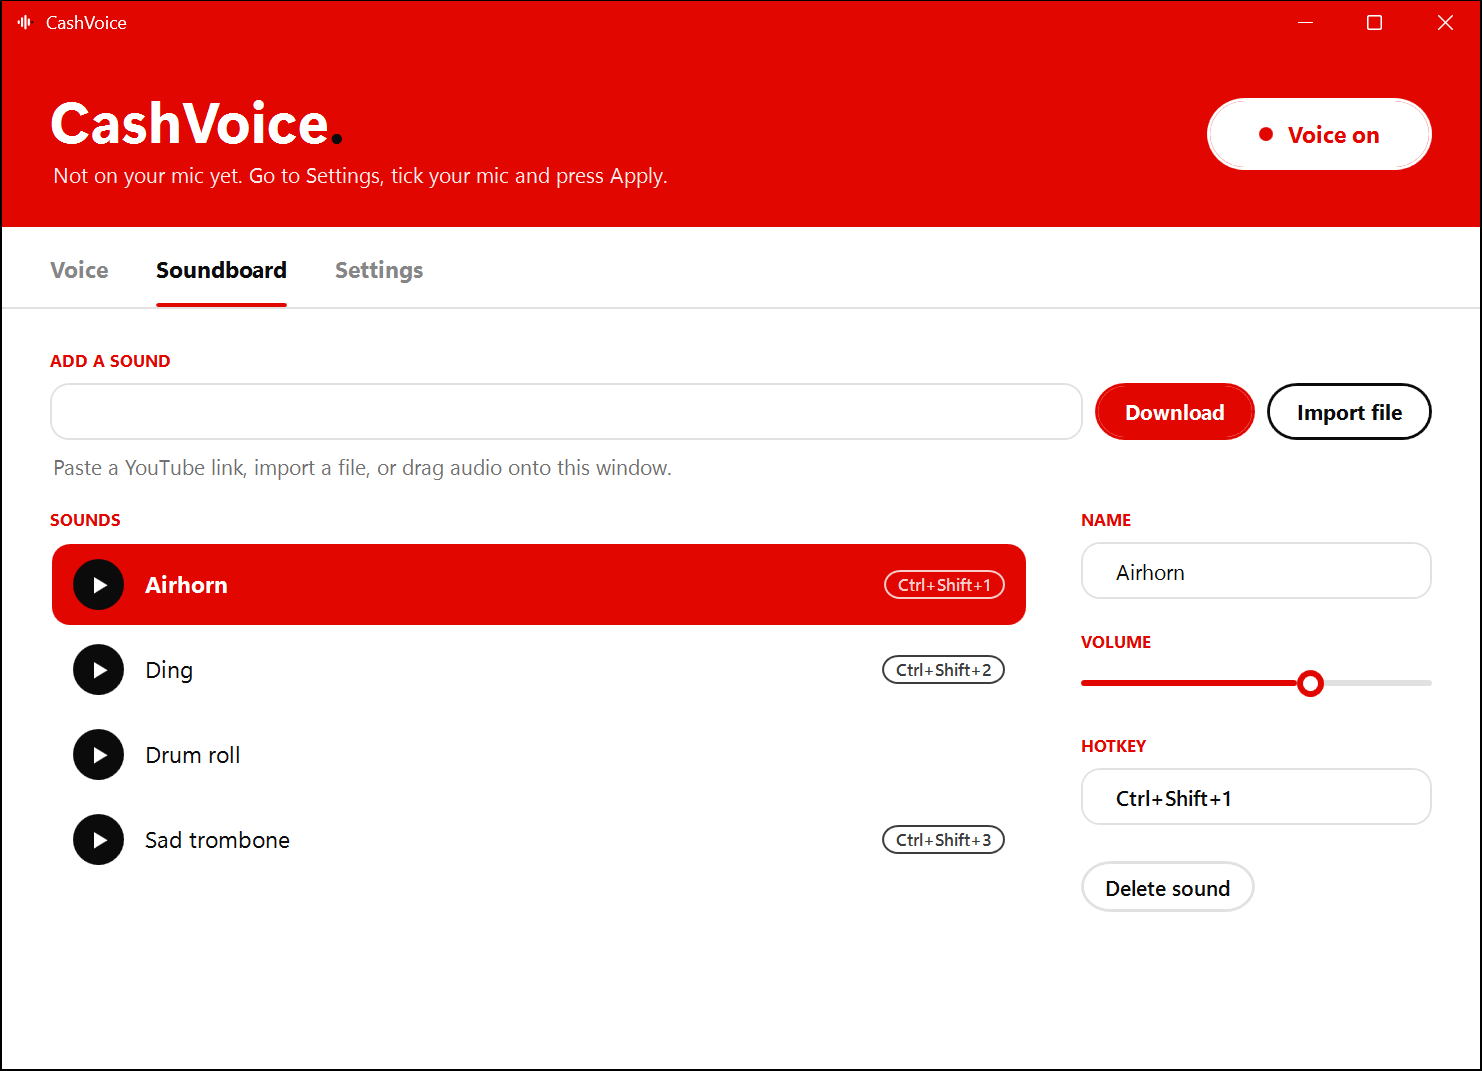 CashVoice
CashVoice.
Voice on
Not on your mic yet. Go to Settings, tick your mic and press Apply.
Voice Soundboard Settings
ADD A SOUND
Download Import file
Paste a YouTube link, import a file, or drag audio onto this window.
SOUNDS
Airhorn Ctrl+Shift+1
Ding Ctrl+Shift+2
Drum roll
Sad trombone Ctrl+Shift+3
NAME
Airhorn
VOLUME
HOTKEY
Ctrl+Shift+1
Delete sound